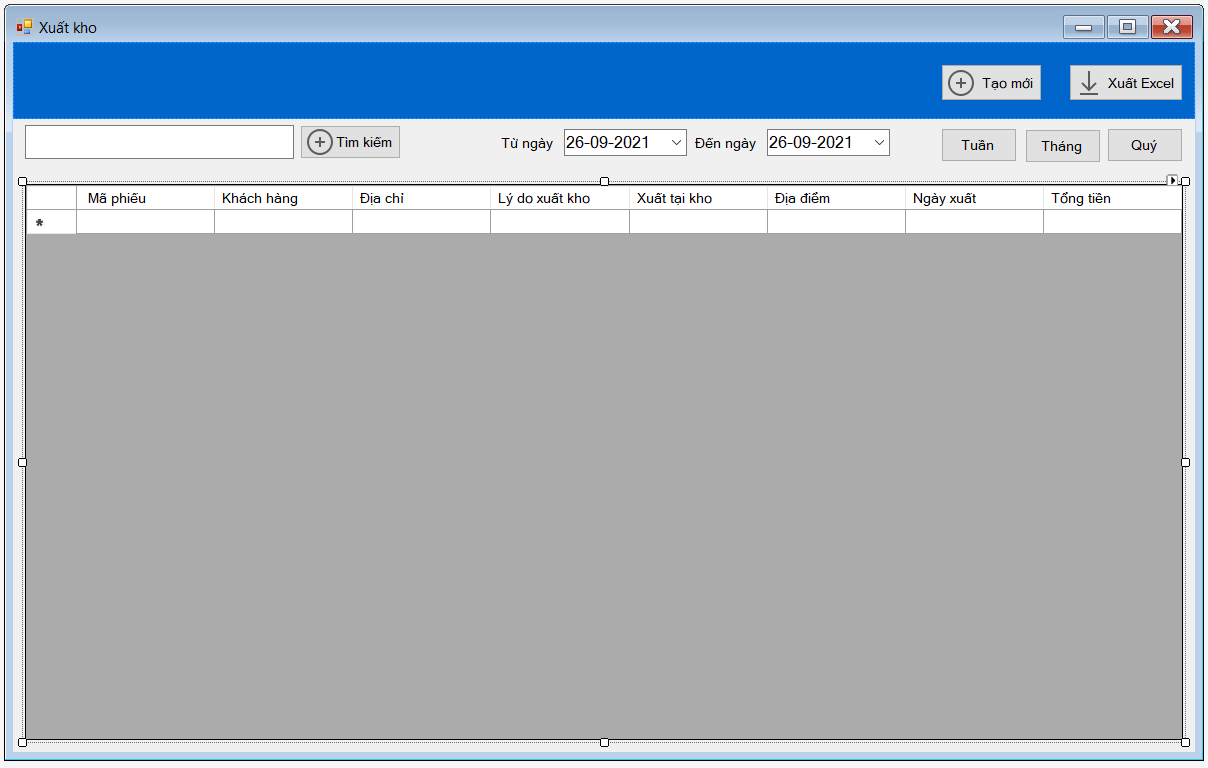 Xuất kho
Tạo mới
Xuất Excel
Tìm kiếm
Từ ngày
26-09-2021
Đến ngày
26-09-2021
Tuần
Tháng
Quý
Mã phiếu
Khách hàng
Địa chỉ
Lý do xuất kho
Xuất tại kho
Địa điểm
Ngày xuất
Tổng tiền
*